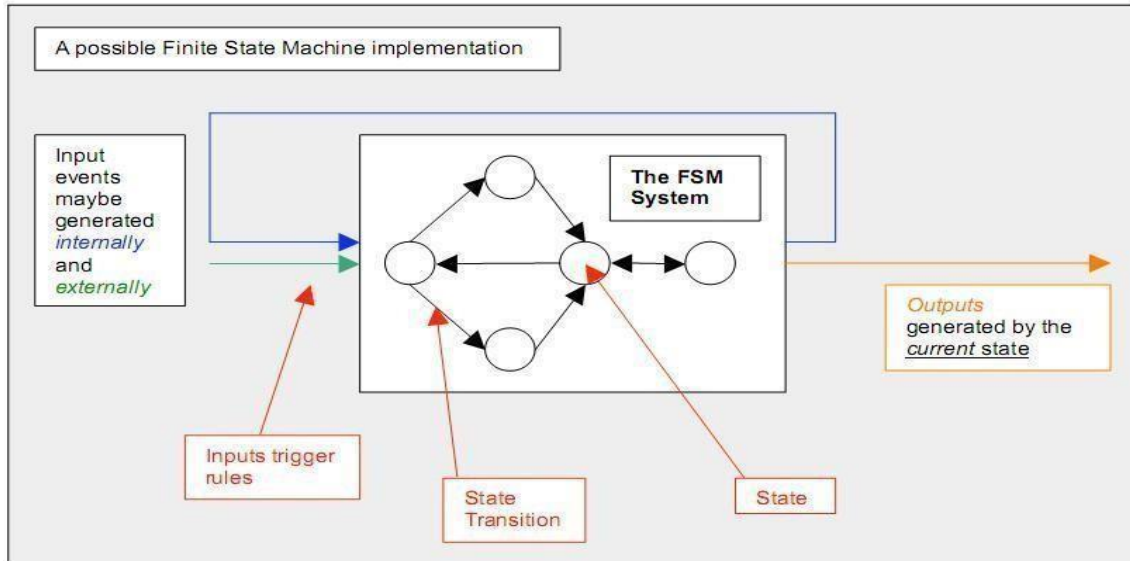 A possible Finite State Machine implementation
Input
events
maybe
generated
internally
and
externally
The FSM
System
Outputs
generated by the
current state
Inputs trigger
rules
State
Transition
State